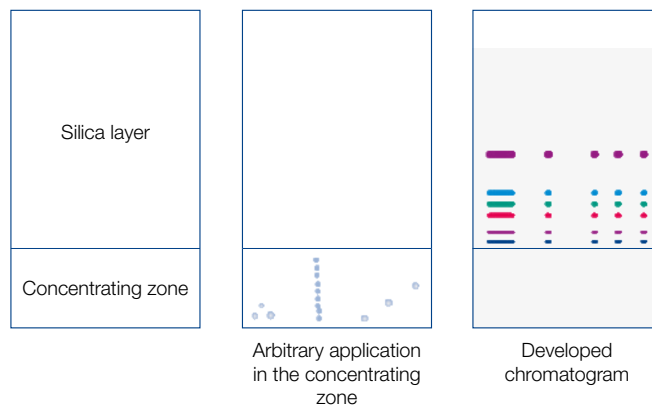 Silica layer
Concentrating zone
Arbitrary application
in the concentrating
zone
Developed
chromatogram